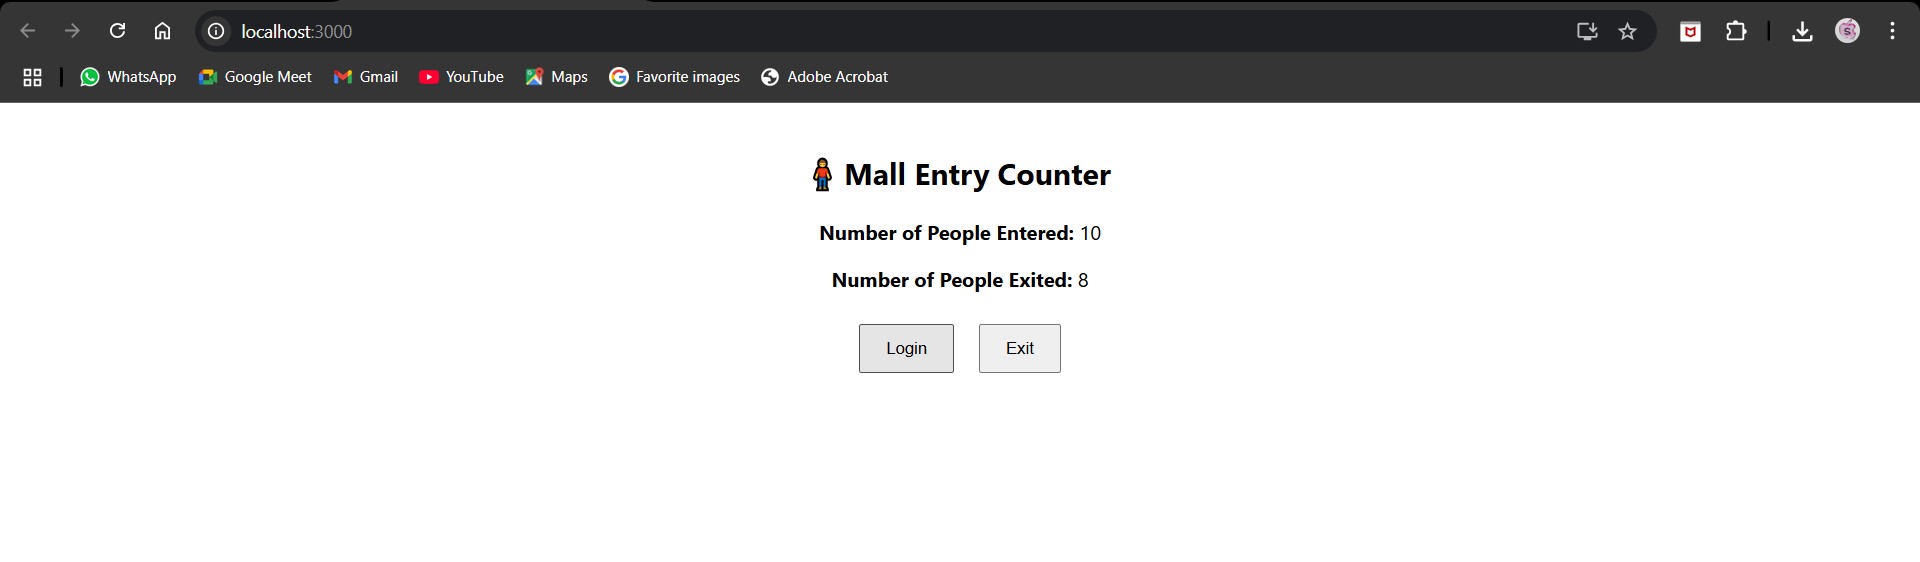 localhost:3000
WhatsApp Google Meet Gmail YouTube Maps Favorite images Adobe Acrobat
🧍 Mall Entry Counter
Number of People Entered: 10
Number of People Exited: 8
Login Exit